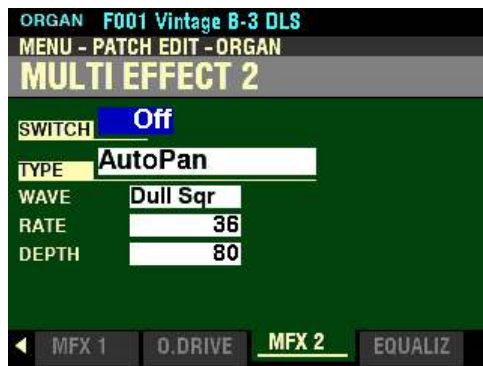 ORGAN F001 Vintage B-3 DLS
MENU - PATCH EDIT - ORGAN
MULTI EFFECT 2
SWITCH Off
TYPE AutoPan
WAVE Dull Sqr
RATE 36
DEPTH 80
MFX 1 O.DRIVE MFX 2 EQUALIZ